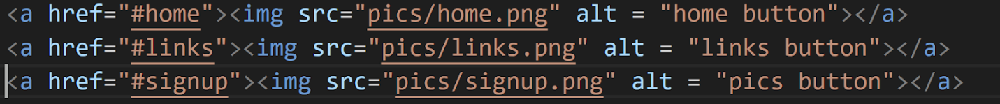 <a href="#home"><img src="pics/home.png" alt = "home button"></a>
<a href="#links"><img src="pics/links.png" alt = "links button"></a>
<a href="#signup"><img src="pics/signup.png" alt = "pics button"></a>